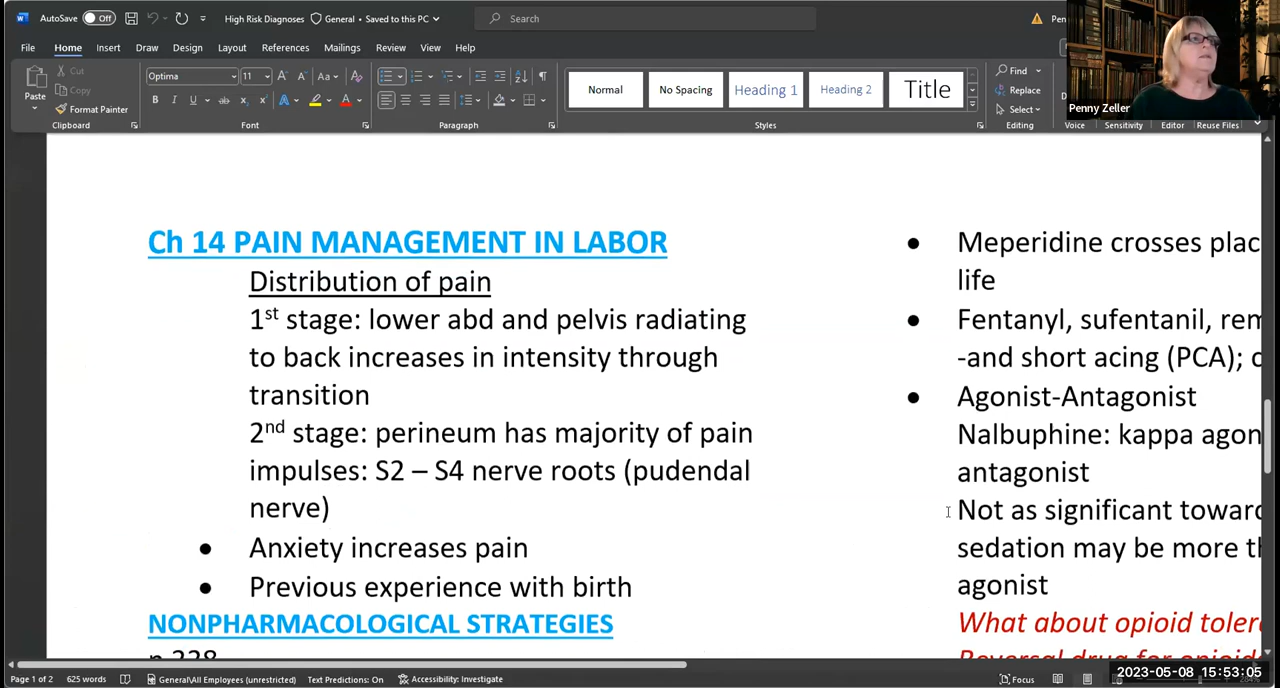 AutoSave Off High Risk Diagnoses General • Saved to this PC Search Pen
File Home Insert Draw Design Layout References Mailings Review View Help
Paste Cut Copy Format Painter
Optima 11 Aa
Normal No Spacing Heading 1 Heading 2 Title
Find
Replace
Select
Penny Zeller
Clipboard Font Paragraph Styles Editing Voice Sensitivity Editor Reuse Files
Ch 14 PAIN MANAGEMENT IN LABOR
Distribution of pain
1st stage: lower abd and pelvis radiating
to back increases in intensity through
transition
2nd stage: perineum has majority of pain
impulses: S2 – S4 nerve roots (pudendal
nerve)
• Anxiety increases pain
• Previous experience with birth
NONPHARMACOLOGICAL STRATEGIES
• Meperidine crosses plac
life
• Fentanyl, sufentanil, rem
-and short acing (PCA); c
• Agonist-Antagonist
Nalbuphine: kappa agon
antagonist
Not as significant toward
sedation may be more th
agonist
What about opioid toler
Page 1 of 2 625 words General\All Employees (unrestricted) Text Predictions: On Accessibility: Investigate Focus
2023-05-08 15:53:05